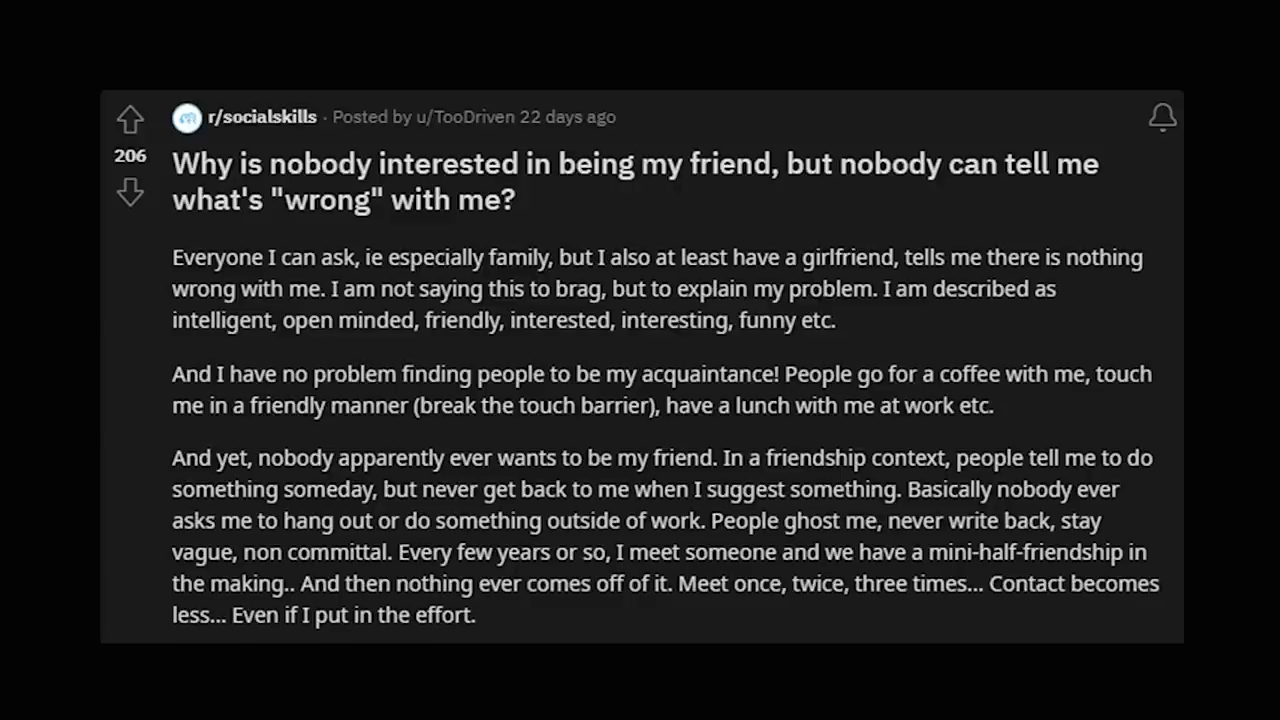 r/socialskills · Posted by u/TooDriven 22 days ago
206
Why is nobody interested in being my friend, but nobody can tell me
what's "wrong" with me?
Everyone I can ask, ie especially family, but I also at least have a girlfriend, tells me there is nothing
wrong with me. I am not saying this to brag, but to explain my problem. I am described as
intelligent, open minded, friendly, interested, interesting, funny etc.
And I have no problem finding people to be my acquaintance! People go for a coffee with me, touch
me in a friendly manner (break the touch barrier), have a lunch with me at work etc.
And yet, nobody apparently ever wants to be my friend. In a friendship context, people tell me to do
something someday, but never get back to me when I suggest something. Basically nobody ever
asks me to hang out or do something outside of work. People ghost me, never write back, stay
vague, non committal. Every few years or so, I meet someone and we have a mini-half-friendship in
the making.. And then nothing ever comes off of it. Meet once, twice, three times... Contact becomes
less... Even if I put in the effort.